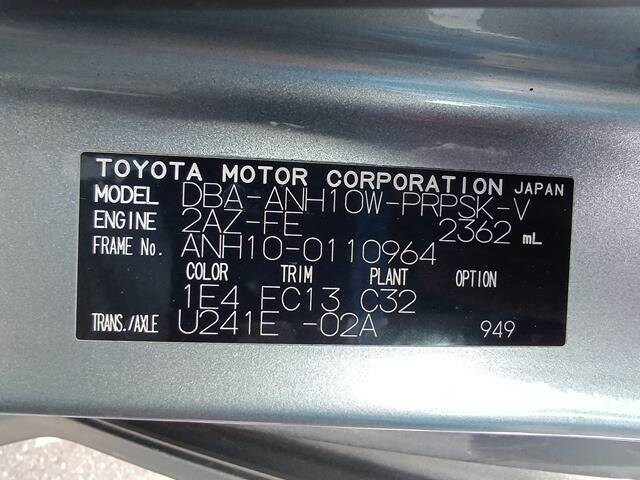 TOYOTA MOTOR CORPORATION JAPAN
MODEL DBA-ANH10W-PRPSK-V
ENGINE 2AZ-FE 2362 mL
FRAME No. ANH10-0110964
COLOR TRIM PLANT OPTION
1E4 FC13 C32
TRANS./AXLE U241E -02A 949